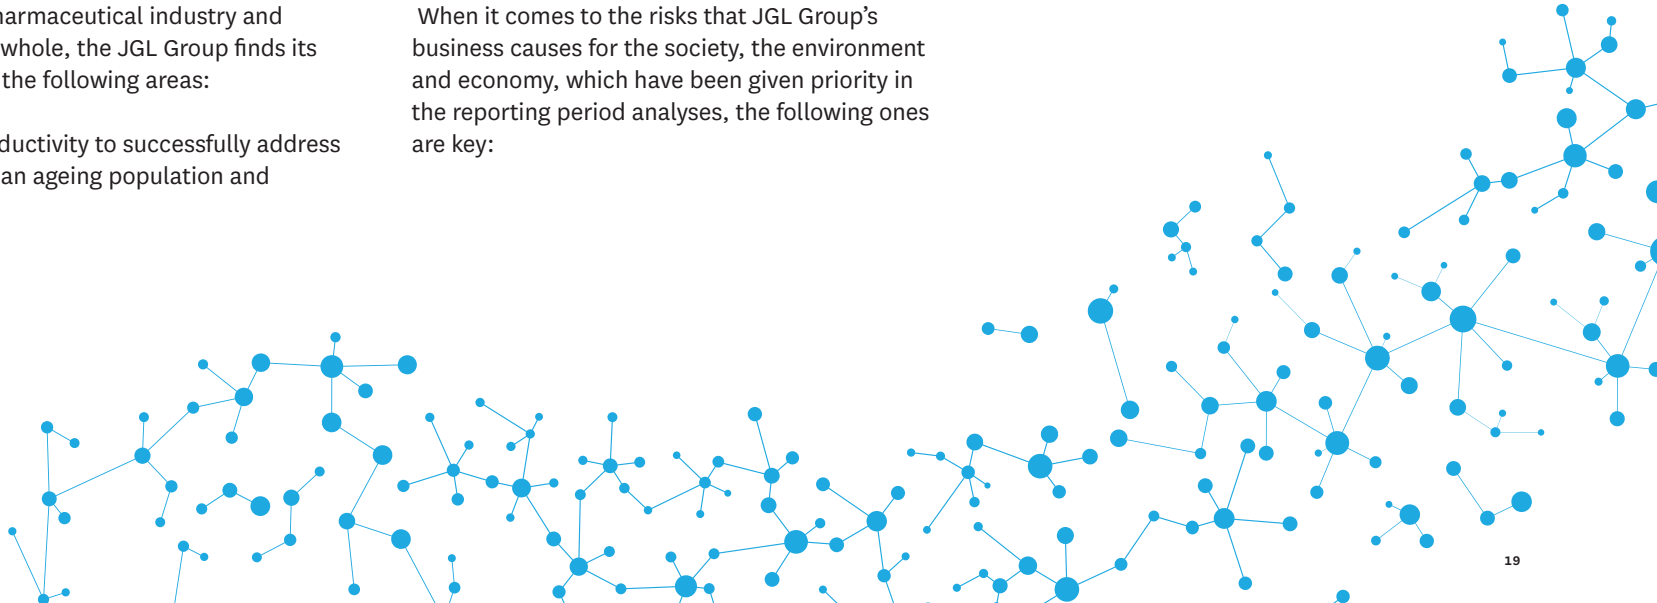 armaceutical industry and
whole, the JGL Group finds its
the following areas:
ductivity to successfully address
an ageing population and
When it comes to the risks that JGL Group’s
business causes for the society, the environment
and economy, which have been given priority in
the reporting period analyses, the following ones
are key:
19